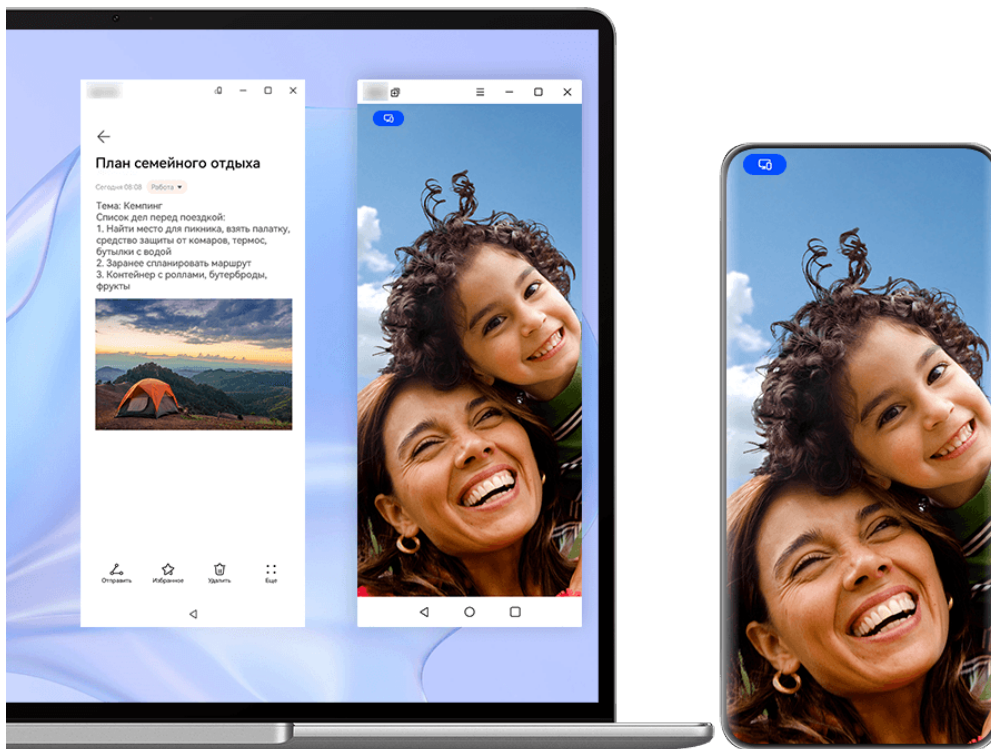 План семейного отдыха
Сегодня 08:08 Работа
Тема: Кемпинг
Список дел перед поездкой:
1. Найти место для пикника, взять палатку,
средство защиты от комаров, термос,
бутылки с водой
2. Заранее спланировать маршрут
3. Контейнер с роллами, бутерброды,
фрукты
Отправить Избранное Удалить Еще